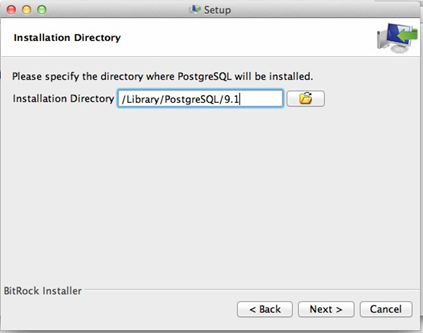 Setup
Installation Directory
Please specify the directory where PostgreSQL will be installed.
Installation Directory /Library/PostgreSQL/9.1
BitRock Installer
< Back Next > Cancel